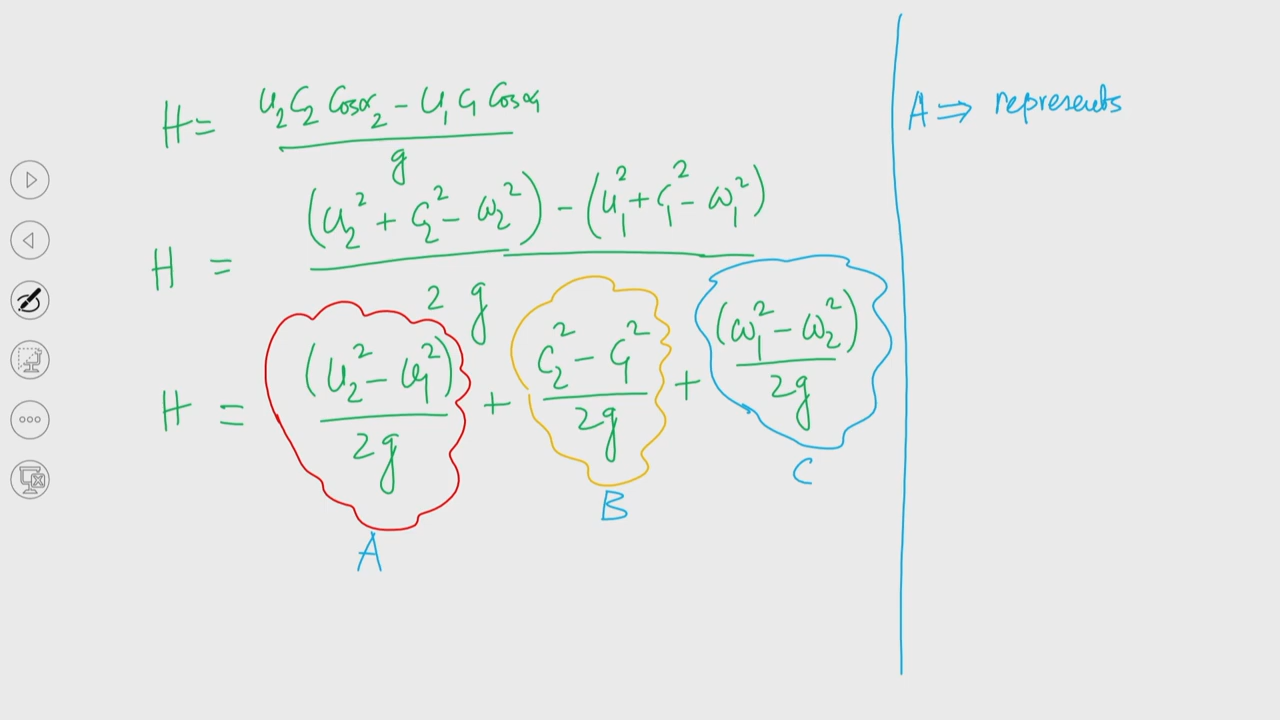 H = (U₂C₂ Cosα₂ - U₁C₁ Cosα₁) / g
H = ((U₂² + C₂² - ω₂²) - (U₁² + C₁² - ω₁²)) / 2g
H = (U₂² - U₁²) / 2g + (C₂² - C₁²) / 2g + (ω₁² - ω₂²) / 2g
A B C
A ⇒ represents